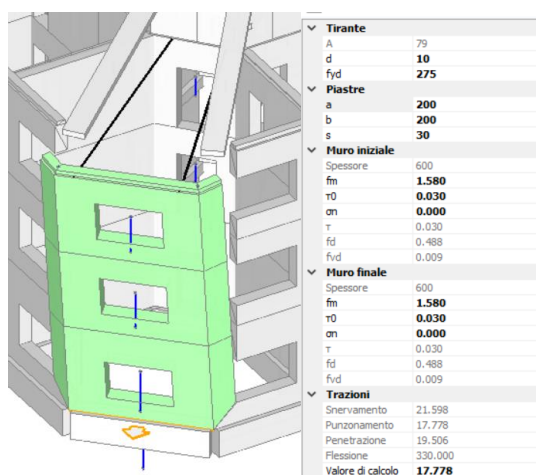 Tirante
A 79
d 10
fyd 275
Piastre
a 200
b 200
s 30
Muro iniziale
Spessore 600
fm 1.580
τ0 0.030
σn 0.000
τ 0.030
fd 0.488
fvd 0.009
Muro finale
Spessore 600
fm 1.580
τ0 0.030
σn 0.000
τ 0.030
fd 0.488
fvd 0.009
Trazioni
Snervamento 21.598
Punzonamento 17.778
Penetrazione 19.506
Flessione 330.000
Valore di calcolo 17.778